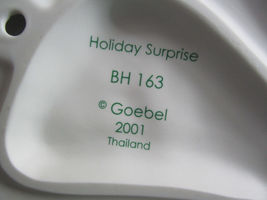 Holiday Surprise
BH 163
© Goebel
2001
Thailand